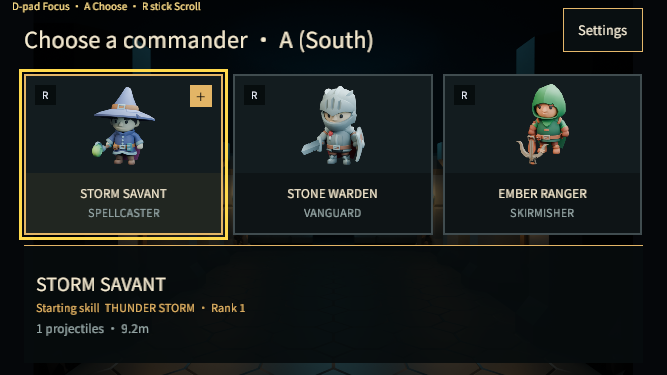 D-pad Focus • A Choose • R stick Scroll
Choose a commander • A (South)
Settings
R
+
R
R
STORM SAVANT
SPELLCASTER
STONE WARDEN
VANGUARD
EMBER RANGER
SKIRMISHER
STORM SAVANT
Starting skill THUNDER STORM • Rank 1
1 projectiles • 9.2m